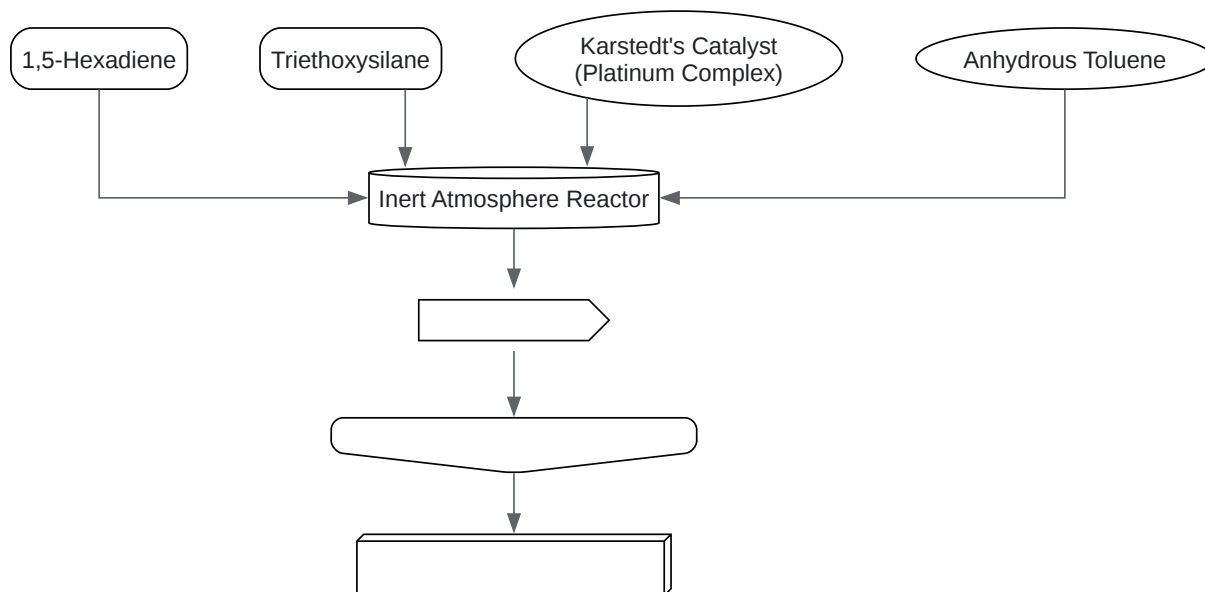 1,5-Hexadiene
Triethoxysilane
Karstedt's Catalyst
(Platinum Complex)
Anhydrous Toluene
Inert Atmosphere Reactor